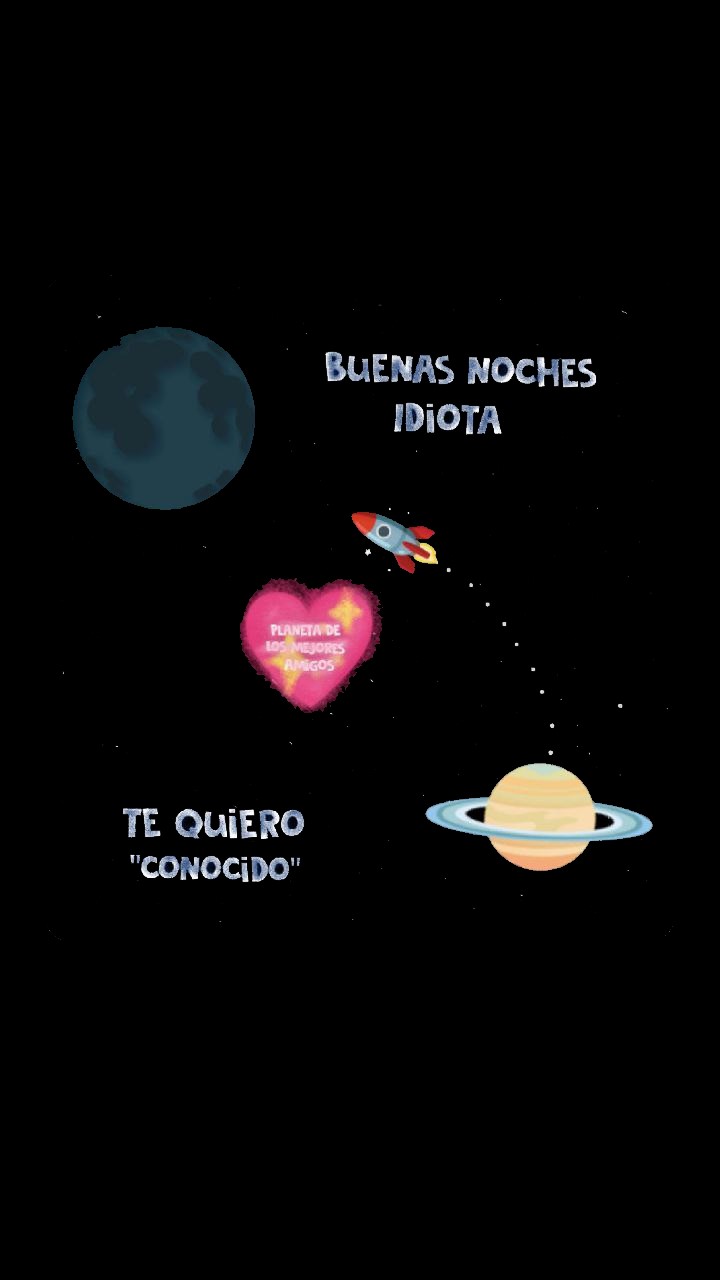 BUENAS NOCHES
IDiOTA
PLANETA DE
LOS MEJORES
AMIGOS
TE QUiERO
"CONOCiDO"